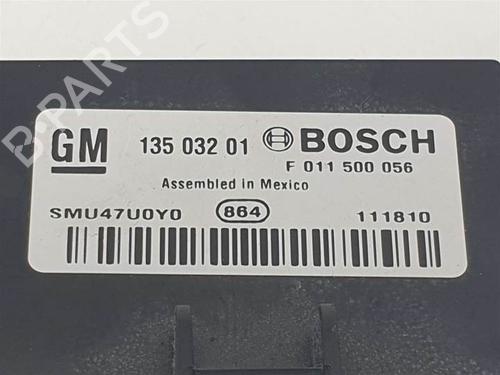 GM 135 032 01 BOSCH
F 011 500 056
Assembled in Mexico
SMU47U0Y0 864 111810
B-PARTS